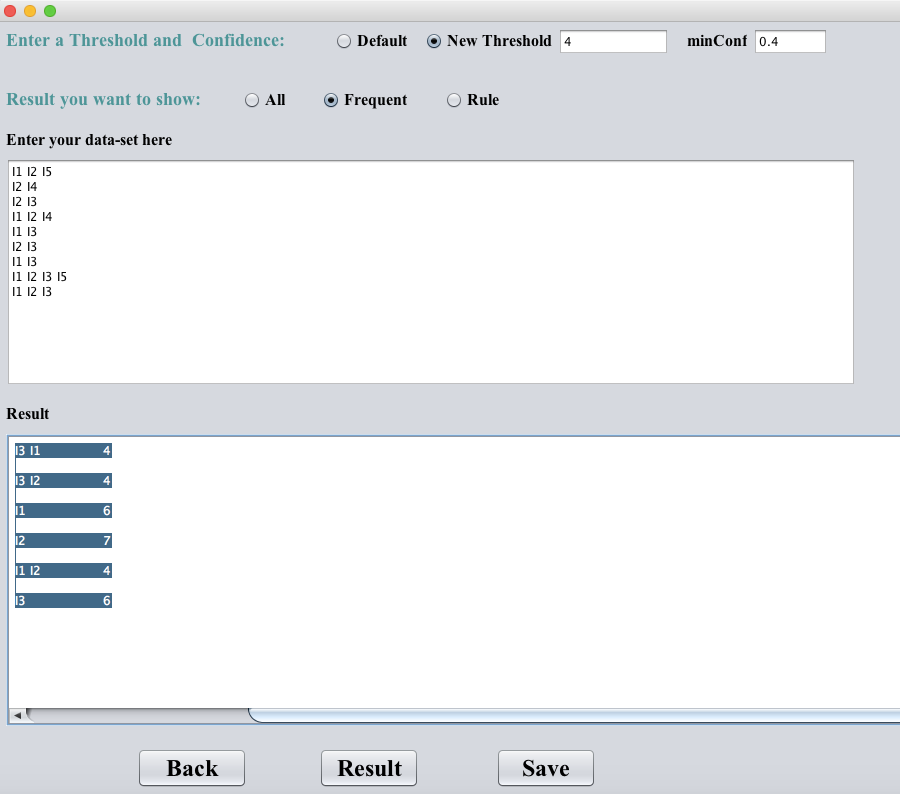 Enter a Threshold and Confidence: Default New Threshold 4 minConf 0.4
Result you want to show: All Frequent Rule
Enter your data-set here
I1 I2 I5
I2 I4
I2 I3
I1 I2 I4
I1 I3
I2 I3
I1 I3
I1 I2 I3 I5
I1 I2 I3
Result
I3 I1 4
I3 I2 4
I1 6
I2 7
I1 I2 4
I3 6
Back Result Save